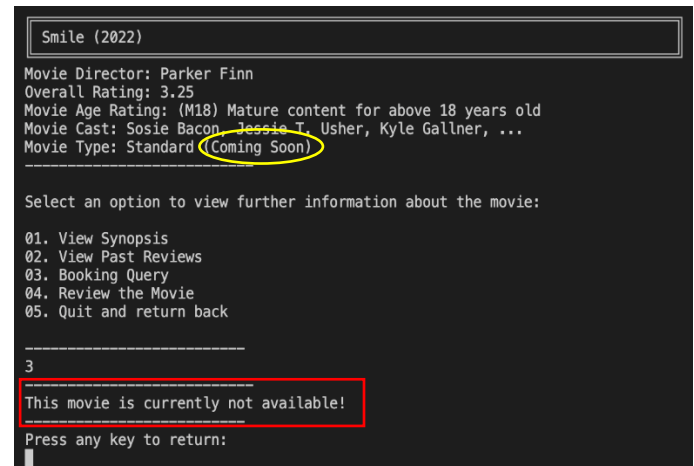 Smile (2022)
Movie Director: Parker Finn
Overall Rating: 3.25
Movie Age Rating: (M18) Mature content for above 18 years old
Movie Cast: Sosie Bacon, Jessie T. Usher, Kyle Gallner, ...
Movie Type: Standard (Coming Soon)
Select an option to view further information about the movie:
01. View Synopsis
02. View Past Reviews
03. Booking Query
04. Review the Movie
05. Quit and return back
3
This movie is currently not available!
Press any key to return: